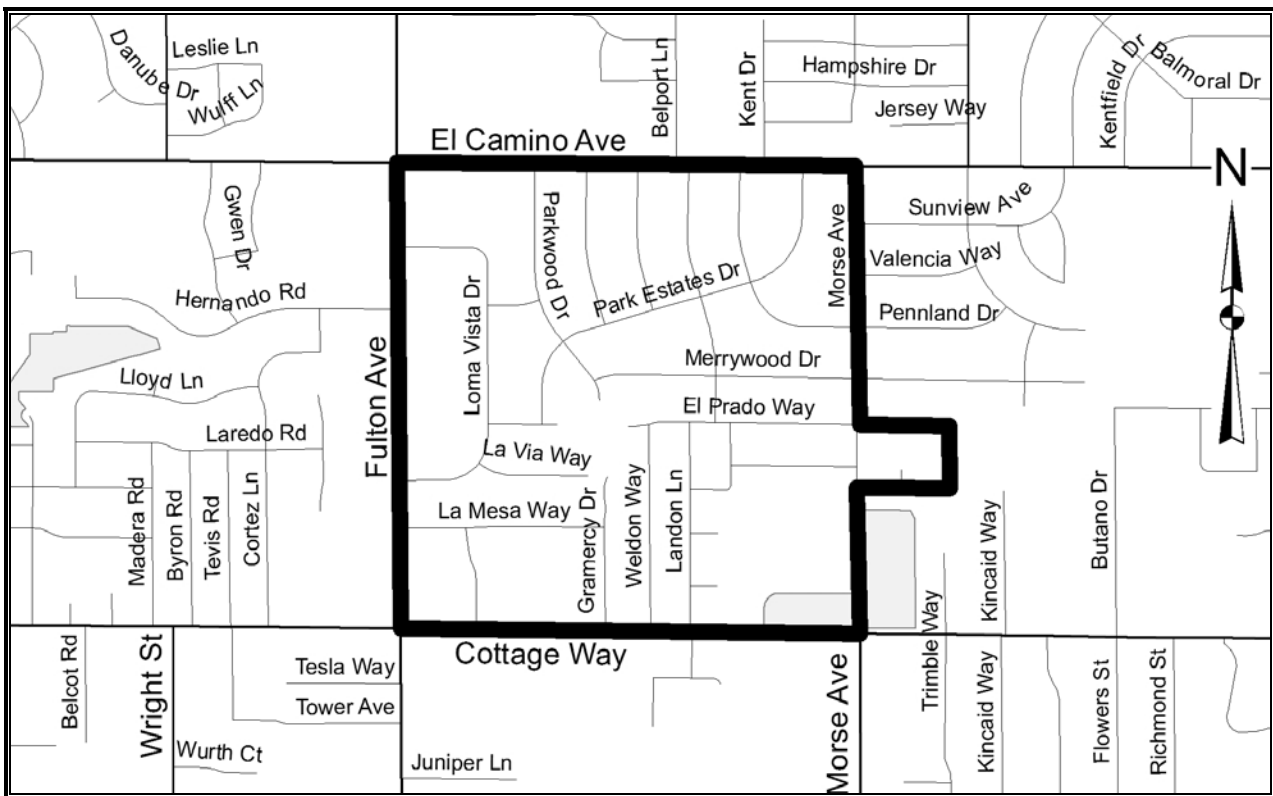 Leslie Ln
Danube Dr
Wulff Ln
Belport Ln
Kent Dr
Hampshire Dr
Jersey Way
Kentfield Dr
Balmoral Dr
El Camino Ave
N
Gwen Dr
Parkwood Dr
Morse Ave
Sunview Ave
Valencia Way
Hernando Rd
Park Estates Dr
Pennland Dr
Loma Vista Dr
Fulton Ave
Merrywood Dr
Lloyd Ln
El Prado Way
Laredo Rd
La Via Way
Madera Rd
Byron Rd
Tevis Rd
Cortez Ln
La Mesa Way
Gramercy Dr
Weldon Way
Landon Ln
Kincaid Way
Butano Dr
Trimble Way
Cottage Way
Belcot Rd
Wright St
Tesla Way
Tower Ave
Wurth Ct
Juniper Ln
Morse Ave
Kincaid Way
Flowers St
Richmond St